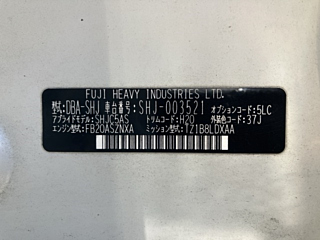 FUJI HEAVY INDUSTRIES LTD.
型式:DBA-SHJ 車台番号:SHJ-003521
アプライドモデル:SHJC5AS トリムコード:H20 オプションコード:5LC
エンジン型式:FB20ASZNXA ミッション型式:TZ1B8LDXAA 外装色コード:37J